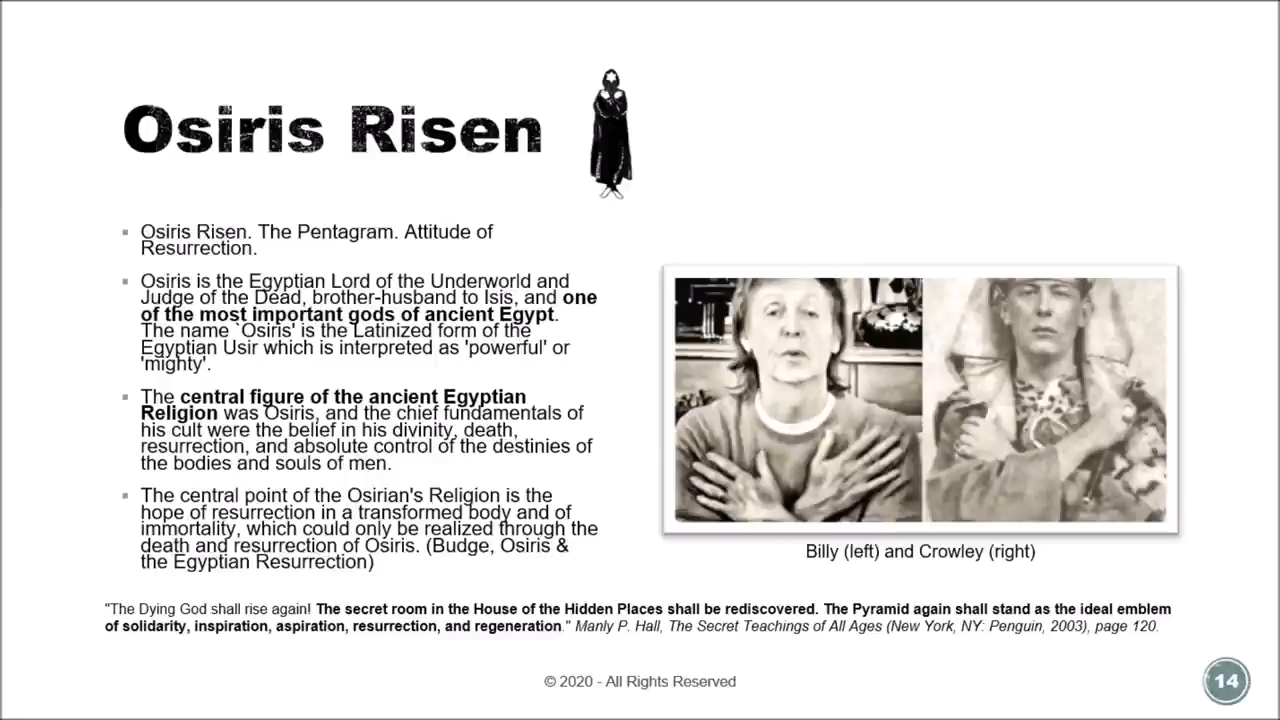 Osiris Risen
Osiris Risen. The Pentagram. Attitude of
Resurrection.
Osiris is the Egyptian Lord of the Underworld and
Judge of the Dead, brother-husband to Isis, and one
of the most important gods of ancient Egypt.
The name `Osiris' is the Latinized form of the
Egyptian Usir which is interpreted as 'powerful' or
'mighty'.
The central figure of the ancient Egyptian
Religion was Osiris, and the chief fundamentals of
his cult were the belief in his divinity, death,
resurrection, and absolute control of the destinies of
the bodies and souls of men.
The central point of the Osirian's Religion is the
hope of resurrection in a transformed body and of
immortality, which could only be realized through the
death and resurrection of Osiris. (Budge, Osiris &
the Egyptian Resurrection)
Billy (left) and Crowley (right)
"The Dying God shall rise again! The secret room in the House of the Hidden Places shall be rediscovered. The Pyramid again shall stand as the ideal emblem
of solidarity, inspiration, aspiration, resurrection, and regeneration." Manly P. Hall, The Secret Teachings of All Ages (New York, NY: Penguin, 2003), page 120.
© 2020 - All Rights Reserved
14